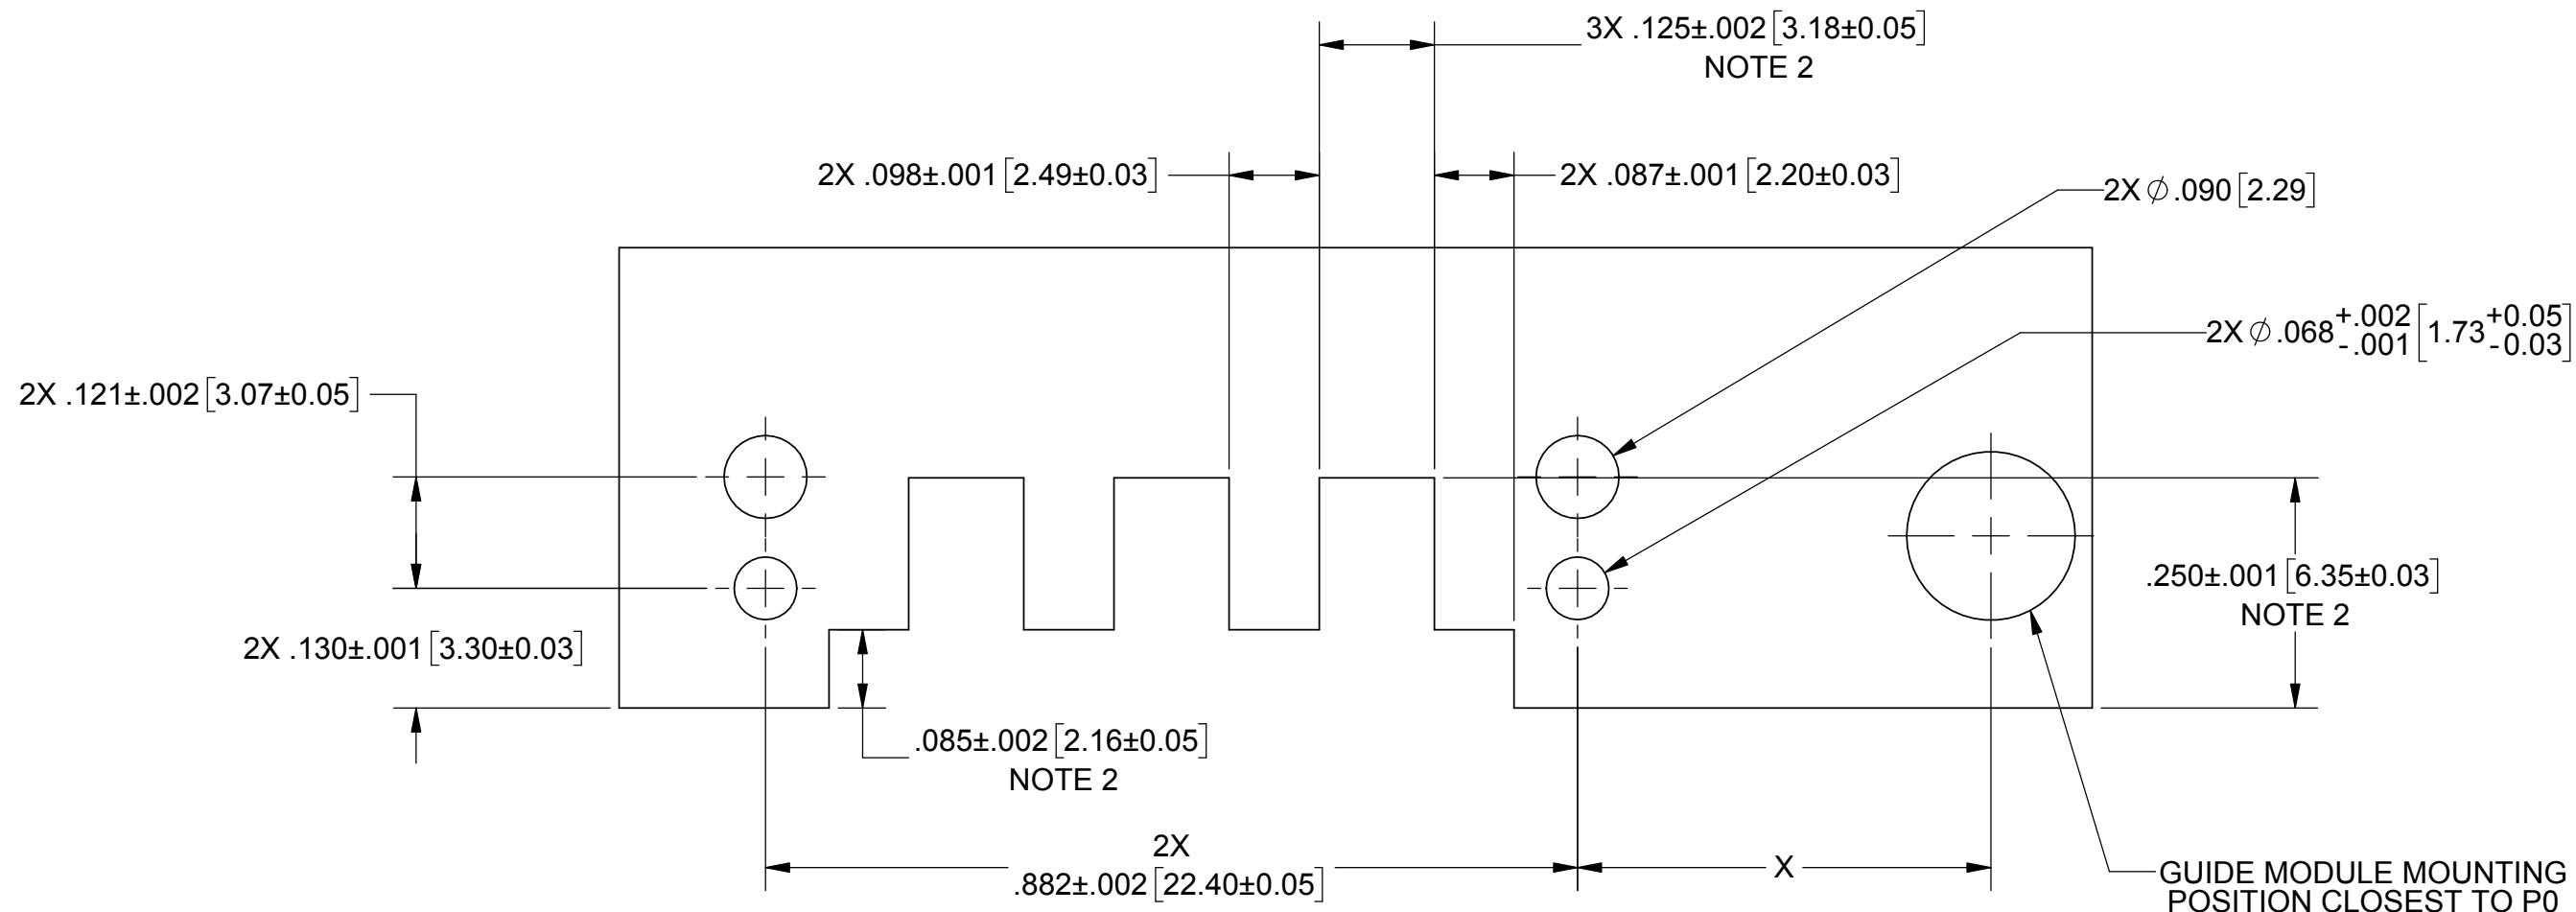 3X .125±.002[3.18±0.05]
NOTE 2
2X .098±.001[2.49±0.03]
2X .087±.001[2.20±0.03]
2X ∅.090[2.29]
2X ∅.068 +.002 -.001 [1.73 +0.05 -0.03]
2X .121±.002[3.07±0.05]
.250±.001[6.35±0.03]
NOTE 2
2X .130±.001[3.30±0.03]
.085±.002[2.16±0.05]
NOTE 2
2X
.882±.002[22.40±0.05]
X
GUIDE MODULE MOUNTING
POSITION CLOSEST TO P0